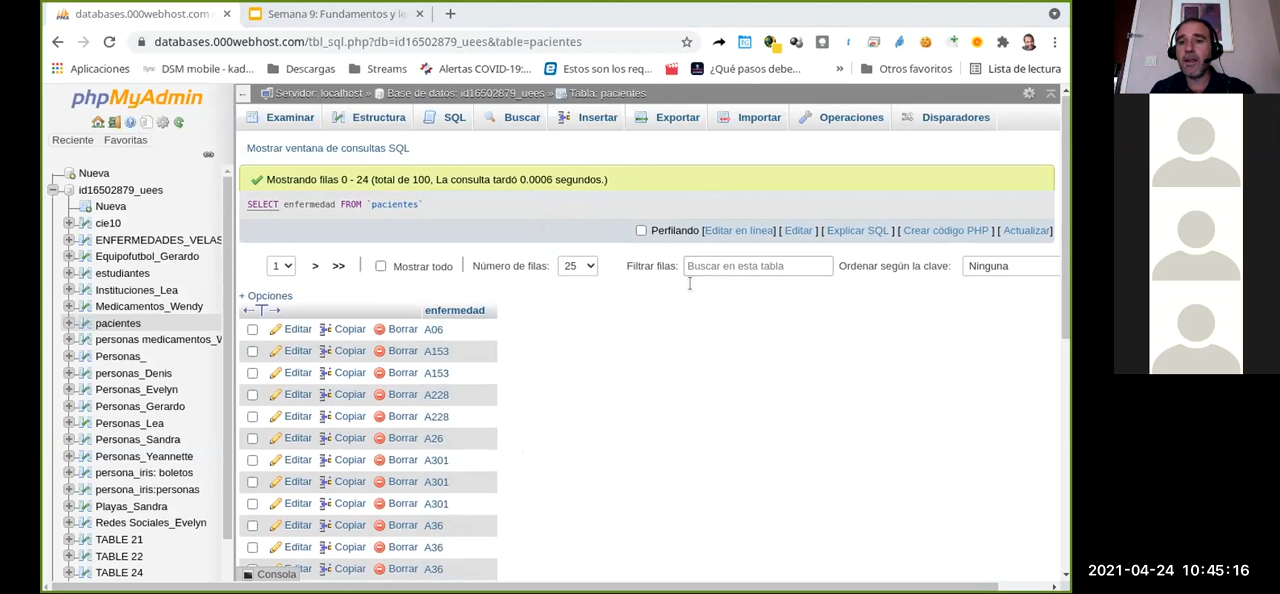 databases.000webhost.com
Semana 9: Fundamentos y le
databases.000webhost.com/tbl_sql.php?db=id16502879_uees&table=pacientes
Aplicaciones
DSM mobile - kad...
Descargas
Streams
Alertas COVID-19:...
Estos son los req...
¿Qué pasos debe...
»
Otros favoritos
Lista de lectura
phpMyAdmin
Reciente Favoritas
Nueva
id16502879_uees
Nueva
cie10
ENFERMEDADES_VELAS
Equipofutbol_Gerardo
estudiantes
Instituciones_Lea
Medicamentos_Wendy
pacientes
personas medicamentos_W
Personas_
personas_Denis
Personas_Evelyn
Personas_Gerardo
Personas_Lea
Personas_Sandra
Personas_Yeannette
persona_iris: boletos
persona_iris:personas
Playas_Sandra
Redes Sociales_Evelyn
TABLE 21
TABLE 22
TABLE 24
Servidor: localhost » Base de datos: id16502879_uees » Tabla: pacientes
Examinar Estructura SQL Buscar Insertar Exportar Importar Operaciones Disparadores
Mostrar ventana de consultas SQL
Mostrando filas 0 - 24 (total de 100, La consulta tardó 0.0006 segundos.)
SELECT enfermedad FROM `pacientes`
Perfilando [Editar en línea] [ Editar ] [ Explicar SQL ] [ Crear código PHP ] [ Actualizar]
1 > >> Mostrar todo Número de filas: 25 Filtrar filas: Buscar en esta tabla Ordenar según la clave: Ninguna
+ Opciones
←T→ enfermedad
Editar Copiar Borrar A06
Editar Copiar Borrar A153
Editar Copiar Borrar A153
Editar Copiar Borrar A228
Editar Copiar Borrar A228
Editar Copiar Borrar A26
Editar Copiar Borrar A301
Editar Copiar Borrar A301
Editar Copiar Borrar A301
Editar Copiar Borrar A36
Editar Copiar Borrar A36
Editar Copiar Borrar A36
Consola
2021-04-24 10:45:16